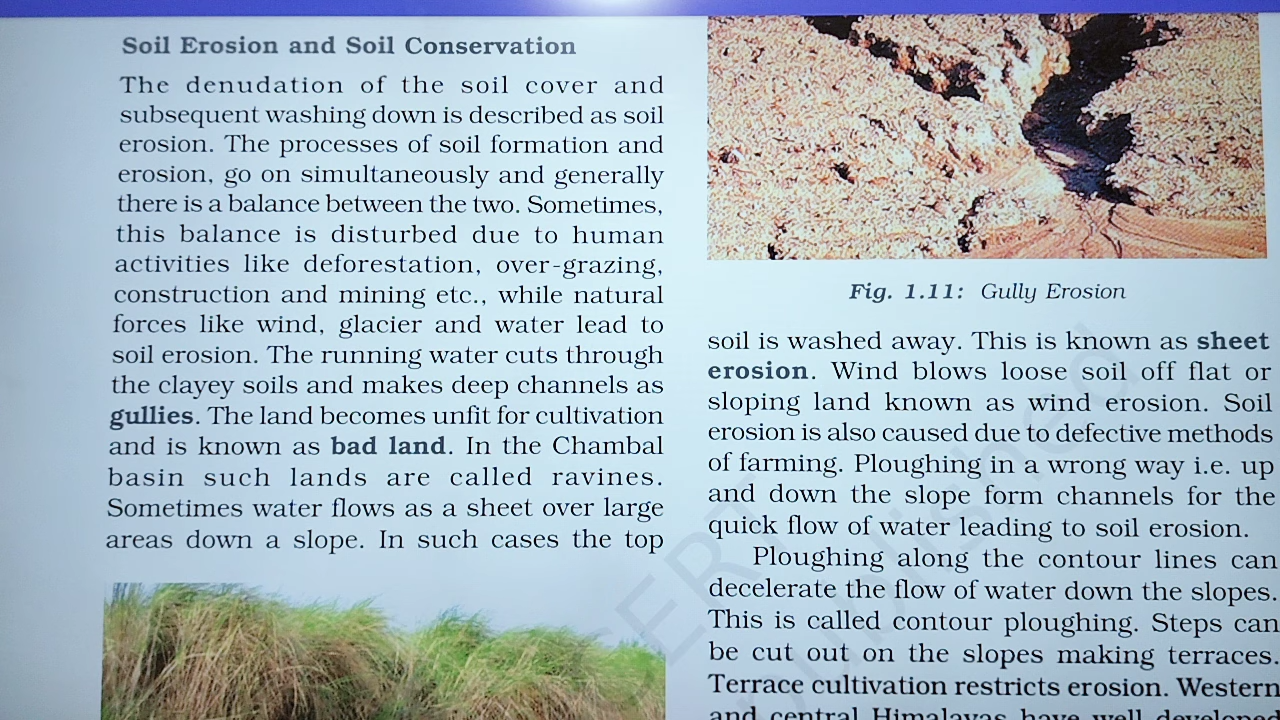 Soil Erosion and Soil Conservation
The denudation of the soil cover and
subsequent washing down is described as soil
erosion. The processes of soil formation and
erosion, go on simultaneously and generally
there is a balance between the two. Sometimes,
this balance is disturbed due to human
activities like deforestation, over-grazing,
construction and mining etc., while natural
forces like wind, glacier and water lead to
soil erosion. The running water cuts through
the clayey soils and makes deep channels as
gullies. The land becomes unfit for cultivation
and is known as bad land. In the Chambal
basin such lands are called ravines.
Sometimes water flows as a sheet over large
areas down a slope. In such cases the top
Fig. 1.11: Gully Erosion
soil is washed away. This is known as sheet
erosion. Wind blows loose soil off flat or
sloping land known as wind erosion. Soil
erosion is also caused due to defective methods
of farming. Ploughing in a wrong way i.e. up
and down the slope form channels for the
quick flow of water leading to soil erosion.
Ploughing along the contour lines can
decelerate the flow of water down the slopes.
This is called contour ploughing. Steps can
be cut out on the slopes making terraces.
Terrace cultivation restricts erosion. Western
and central Himalayas have well developed